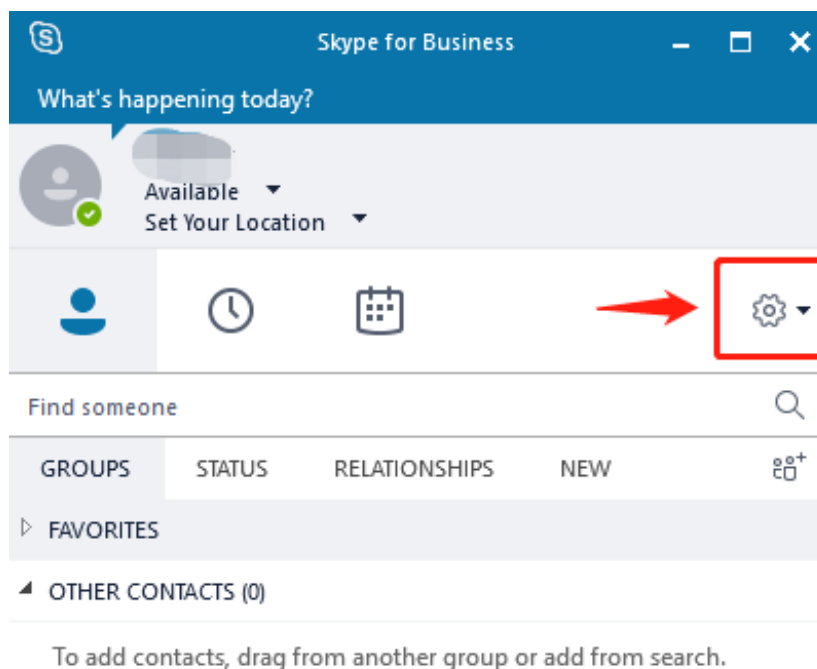 Skype for Business
What's happening today?
Available
Set Your Location
Find someone
GROUPS STATUS RELATIONSHIPS NEW
FAVORITES
OTHER CONTACTS (0)
To add contacts, drag from another group or add from search.